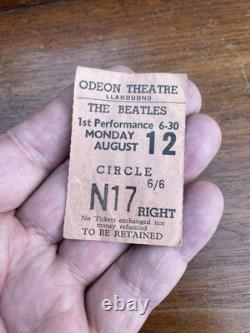 ODEON THEATRE
LLANDUDNO
THE BEATLES
1st Performance 6-30
MONDAY
AUGUST 12
CIRCLE
6/6
N17 RIGHT
No Tickets exchanged nor
money refunded
TO BE RETAINED